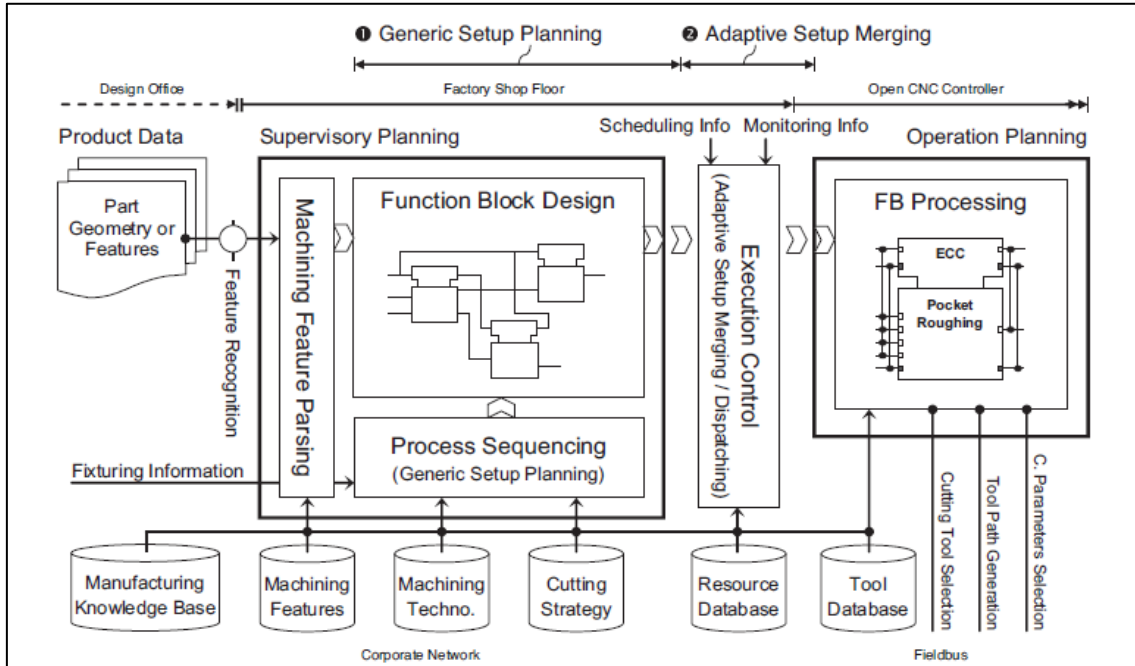 ❶ Generic Setup Planning
❷ Adaptive Setup Merging
Design Office
Factory Shop Floor
Open CNC Controller
Product Data
Supervisory Planning
Scheduling Info
Monitoring Info
Operation Planning
Part
Geometry or
Features
Feature Recognition
Machining Feature Parsing
Function Block Design
Process Sequencing
(Generic Setup Planning)
Execution Control
(Adaptive Setup Merging / Dispatching)
FB Processing
ECC
Pocket
Roughing
Fixturing Information
Cutting Tool Selection
Tool Path Generation
C. Parameters Selection
Manufacturing
Knowledge Base
Machining
Features
Machining
Techno.
Cutting
Strategy
Resource
Database
Tool
Database
Corporate Network
Fieldbus